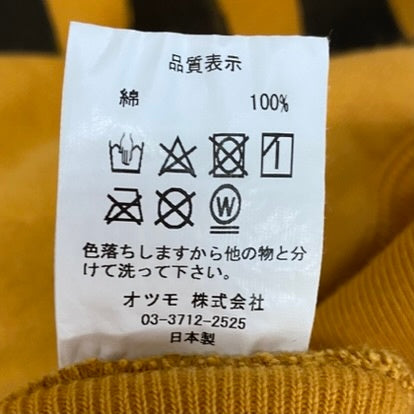 品質表示
綿 100%
W
色落ちしますから他の物と分
けて洗って下さい。
オツモ 株式会社
03-3712-2525
日本製